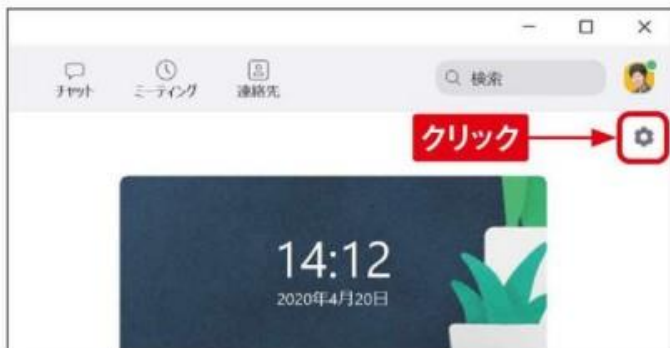 チャット
ミーティング
連絡先
検索
クリック
14:12
2020年4月20日